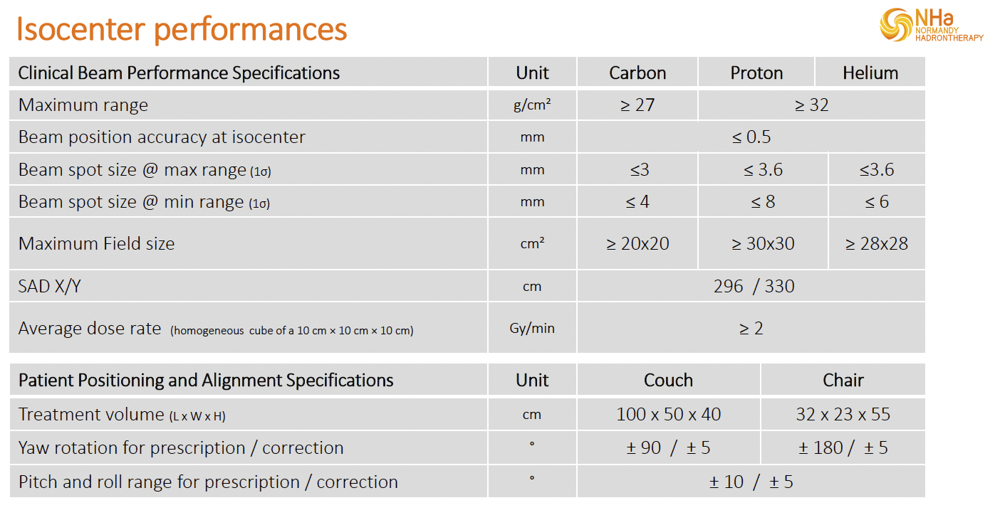 Isocenter performances
NHa
NORMANDY
HADRONTHERAPY
Clinical Beam Performance Specifications Unit Carbon Proton Helium
Maximum range g/cm² ≥ 27 ≥ 32
Beam position accuracy at isocenter mm ≤ 0.5
Beam spot size @ max range (1σ) mm ≤3 ≤ 3.6 ≤3.6
Beam spot size @ min range (1σ) mm ≤ 4 ≤ 8 ≤ 6
Maximum Field size cm² ≥ 20x20 ≥ 30x30 ≥ 28x28
SAD X/Y cm 296 / 330
Average dose rate (homogeneous cube of a 10 cm × 10 cm × 10 cm) Gy/min ≥ 2
Patient Positioning and Alignment Specifications Unit Couch Chair
Treatment volume (L x W x H) cm 100 x 50 x 40 32 x 23 x 55
Yaw rotation for prescription / correction ° ± 90 / ± 5 ± 180 / ± 5
Pitch and roll range for prescription / correction ° ± 10 / ± 5